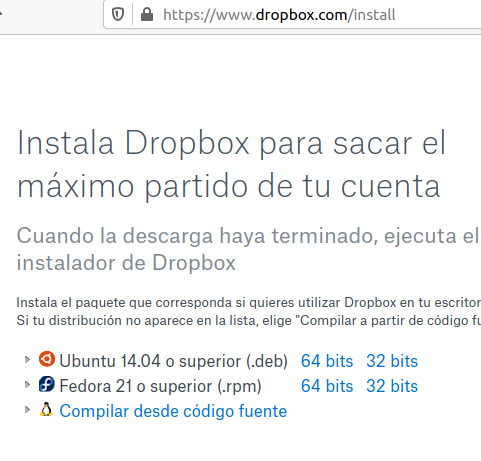 https://www.dropbox.com/install
Instala Dropbox para sacar el
máximo partido de tu cuenta
Cuando la descarga haya terminado, ejecuta el
instalador de Dropbox
Instala el paquete que corresponda si quieres utilizar Dropbox en tu escritor
Si tu distribución no aparece en la lista, elige "Compilar a partir de código fu
Ubuntu 14.04 o superior (.deb) 64 bits 32 bits
Fedora 21 o superior (.rpm) 64 bits 32 bits
Compilar desde código fuente